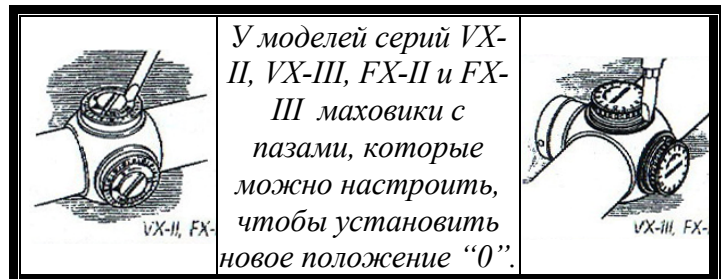 У моделей серий VX-
II, VX-III, FX-II и FX-
III маховики с
пазами, которые
можно настроить,
чтобы установить
новое положение “0”.
VX-II, FX-
VX-III, FX-